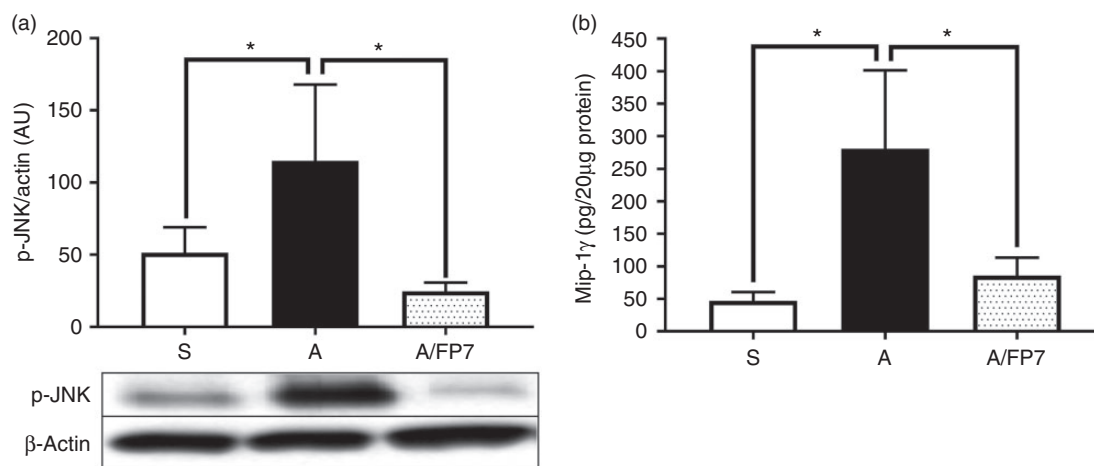 (a)
200
150
100
50
0
p-JNK/actin (AU)
* *
S A A/FP7
p-JNK
β-Actin
(b)
450
400
350
300
250
200
150
100
50
0
Mip-1γ (pg/20μg protein)
* *
S A A/FP7